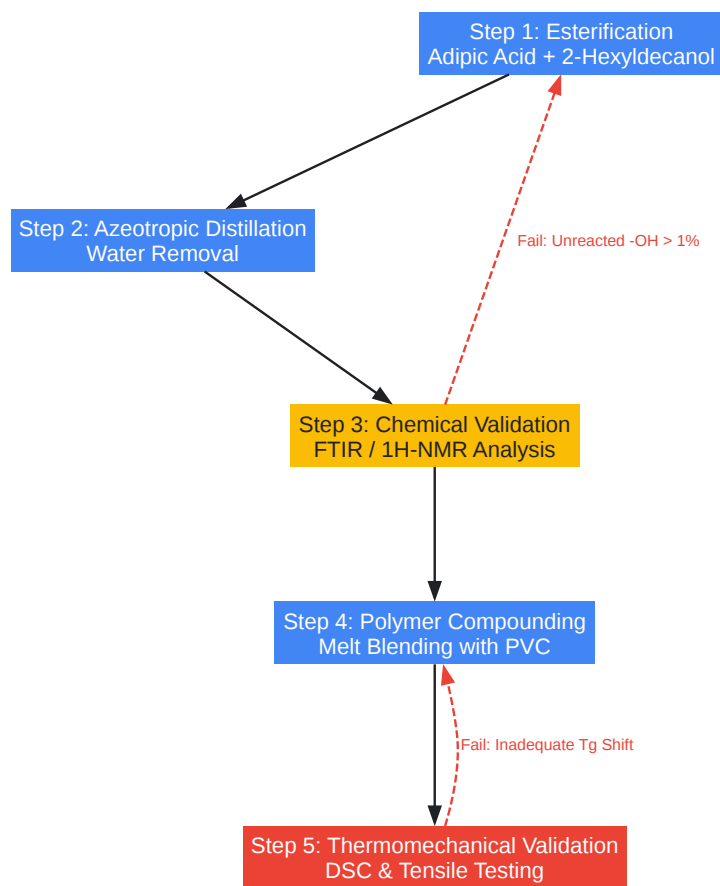 Step 1: Esterification
Adipic Acid + 2-Hexyldecanol
Step 2: Azeotropic Distillation
Water Removal
Fail: Unreacted -OH > 1%
Step 3: Chemical Validation
FTIR / 1H-NMR Analysis
Step 4: Polymer Compounding
Melt Blending with PVC
Fail: Inadequate Tg Shift
Step 5: Thermomechanical Validation
DSC & Tensile Testing